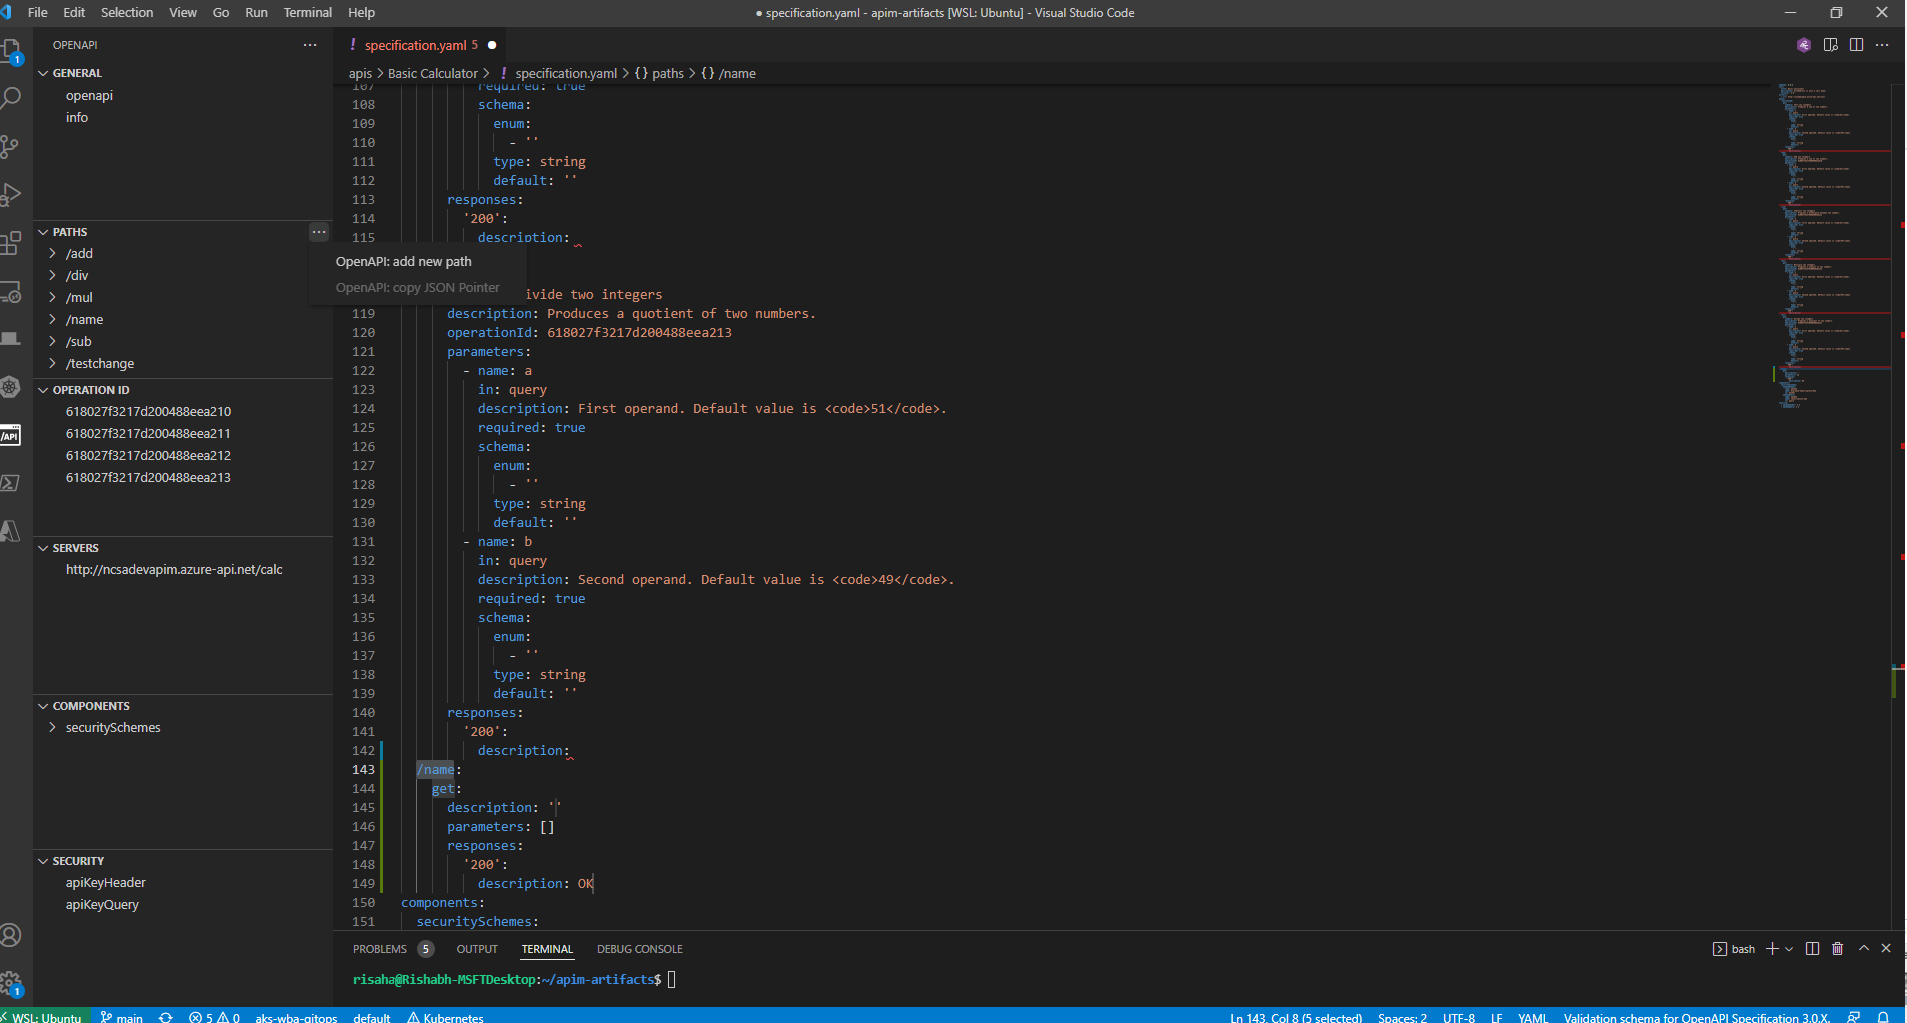 File Edit Selection View Go Run Terminal Help
● specification.yaml - apim-artifacts [WSL: Ubuntu] - Visual Studio Code
OPENAPI ···
GENERAL
openapi
info
PATHS ···
/add
/div
/mul
/name
/sub
/testchange
OPERATION ID
618027f3217d200488eea210
618027f3217d200488eea211
618027f3217d200488eea212
618027f3217d200488eea213
SERVERS
http://ncsadevapim.azure-api.net/calc
COMPONENTS
securitySchemes
SECURITY
apiKeyHeader
apiKeyQuery
1
/API
1
! specification.yaml 5 ●
apis > Basic Calculator > ! specification.yaml > {} paths > {} /name
107 required: true
108 schema:
109 enum:
110 - ''
111 type: string
112 default: ''
113 responses:
114 '200':
115 description:
OpenAPI: add new path
OpenAPI: copy JSON Pointer
ivide two integers
119 description: Produces a quotient of two numbers.
120 operationId: 618027f3217d200488eea213
121 parameters:
122 - name: a
123 in: query
124 description: First operand. Default value is <code>51</code>.
125 required: true
126 schema:
127 enum:
128 - ''
129 type: string
130 default: ''
131 - name: b
132 in: query
133 description: Second operand. Default value is <code>49</code>.
134 required: true
135 schema:
136 enum:
137 - ''
138 type: string
139 default: ''
140 responses:
141 '200':
142 description:
143 /name:
144 get:
145 description: ''
146 parameters: []
147 responses:
148 '200':
149 description: OK
150 components:
151 securitySchemes:
PROBLEMS 5 OUTPUT TERMINAL DEBUG CONSOLE
bash
risaha@Rishabh-MSFTDesktop:~/apim-artifacts$
WSL: Ubuntu main 5 0 aks-wba-gitops default Kubernetes
Ln 143, Col 8 (5 selected) Spaces: 2 UTF-8 LF YAML Validation schema for OpenAPI Specification 3.0.X.